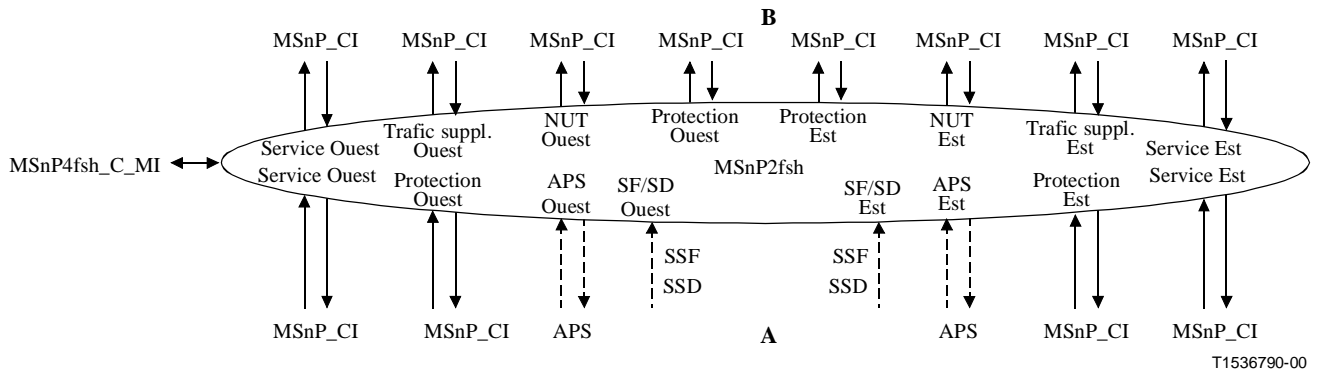 B
MSnP_CI MSnP_CI MSnP_CI MSnP_CI MSnP_CI MSnP_CI MSnP_CI MSnP_CI
Service Ouest
Trafic suppl.
Ouest
NUT
Ouest
Protection
Ouest
Protection
Est
NUT
Est
Trafic suppl.
Est
Service Est
MSnP4fsh_C_MI
MSnP2fsh
Service Ouest
Protection
Ouest
APS
Ouest
SF/SD
Ouest
SF/SD
Est
APS
Est
Protection
Est
Service Est
SSF
SSD
SSF
SSD
MSnP_CI MSnP_CI APS APS MSnP_CI MSnP_CI
A
T1536790-00